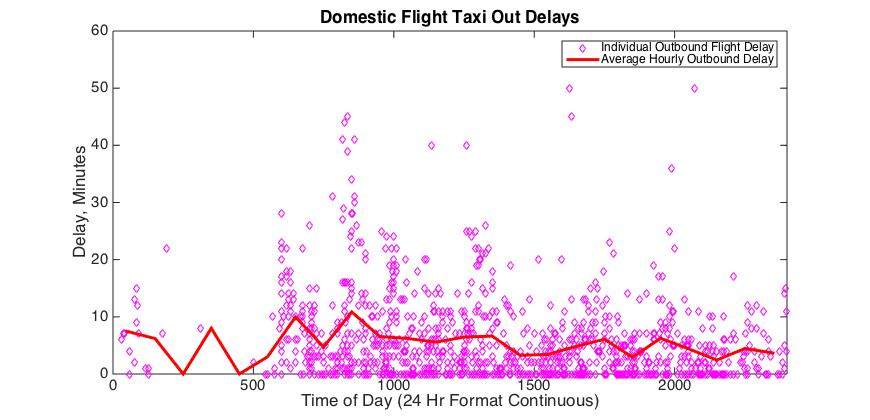 Domestic Flight Taxi Out Delays
60
50
40
30
20
10
0
Delay, Minutes
Individual Outbound Flight Delay
Average Hourly Outbound Delay
0 500 1000 1500 2000
Time of Day (24 Hr Format Continuous)